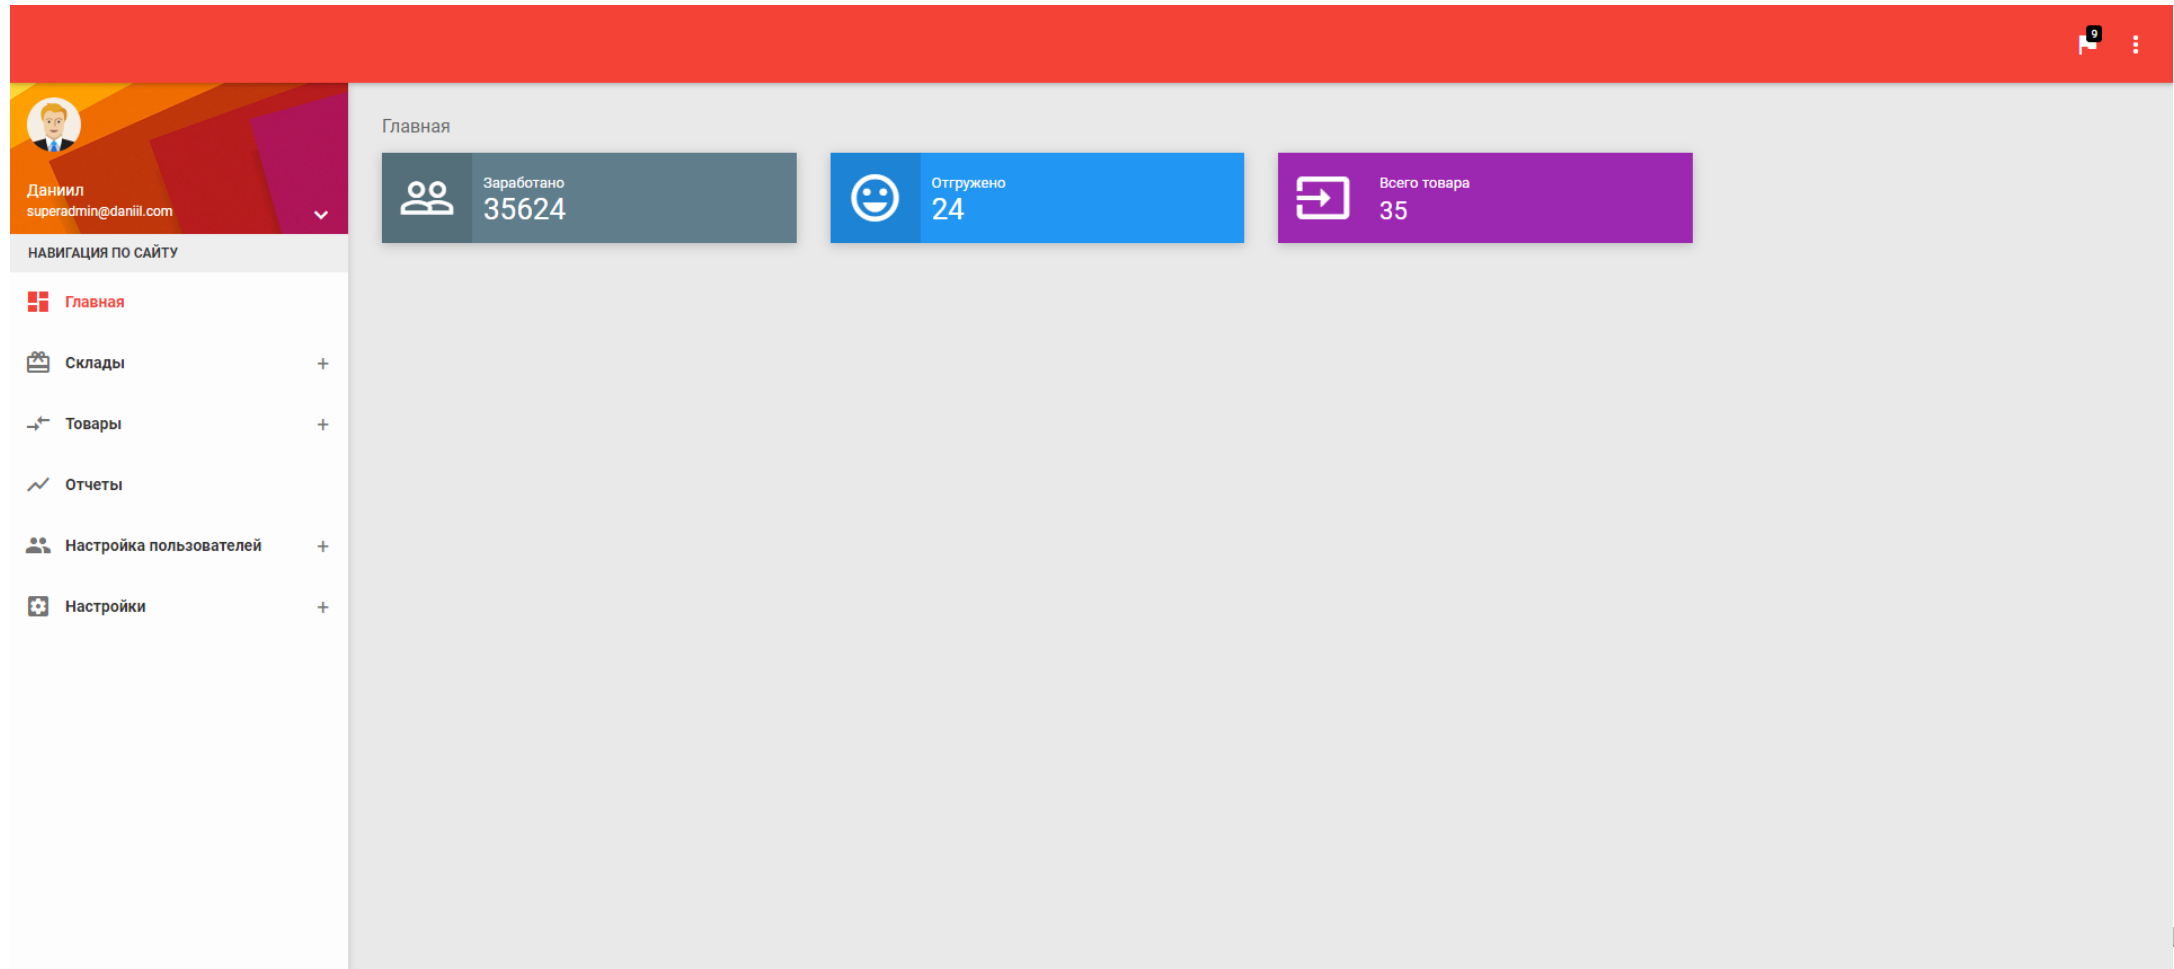 9
Даниил
superadmin@daniil.com
НАВИГАЦИЯ ПО САЙТУ
Главная
Склады
Товары
Отчеты
Настройка пользователей
Настройки
Главная
Заработано
35624
Отгружено
24
Всего товара
35